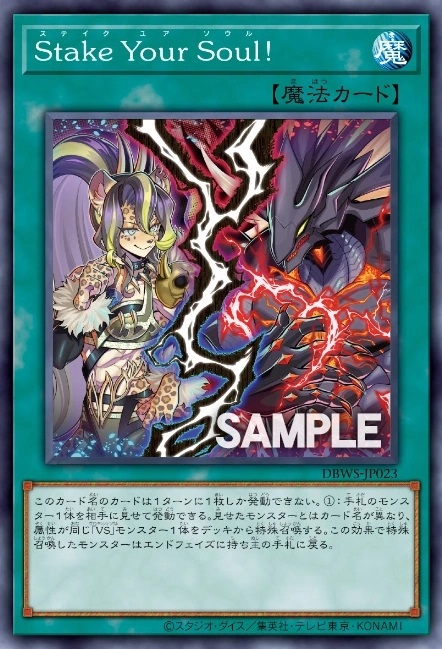 ステイク ユア ソウル
Stake Your Soul!
魔
【魔法カード】
SAMPLE
DBWS-JP023
このカード名のカードは1ターンに1枚しか発動できない。①：手札のモンス
ター1体を相手に見せて発動できる。見せたモンスターとはカード名が異なり、
属性が同じ「VS」モンスター1体をデッキから特殊召喚する。この効果で特殊
召喚したモンスターはエンドフェイズに持ち主の手札に戻る。
©スタジオ・ダイス／集英社・テレビ東京・KONAMI